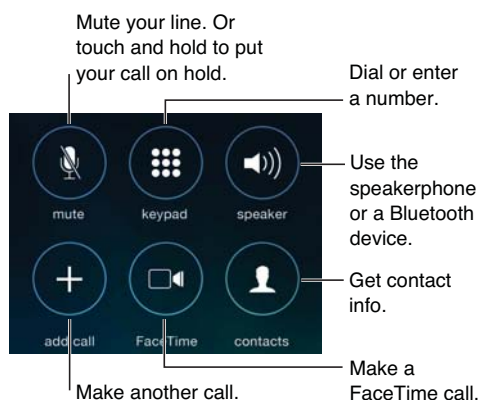 Mute your line. Or
touch and hold to put
your call on hold.
Dial or enter
a number.
mute
keypad
speaker
Use the
speakerphone
or a Bluetooth
device.
Get contact
info.
add call
FaceTime
contacts
Make another call.
Make a
FaceTime call.